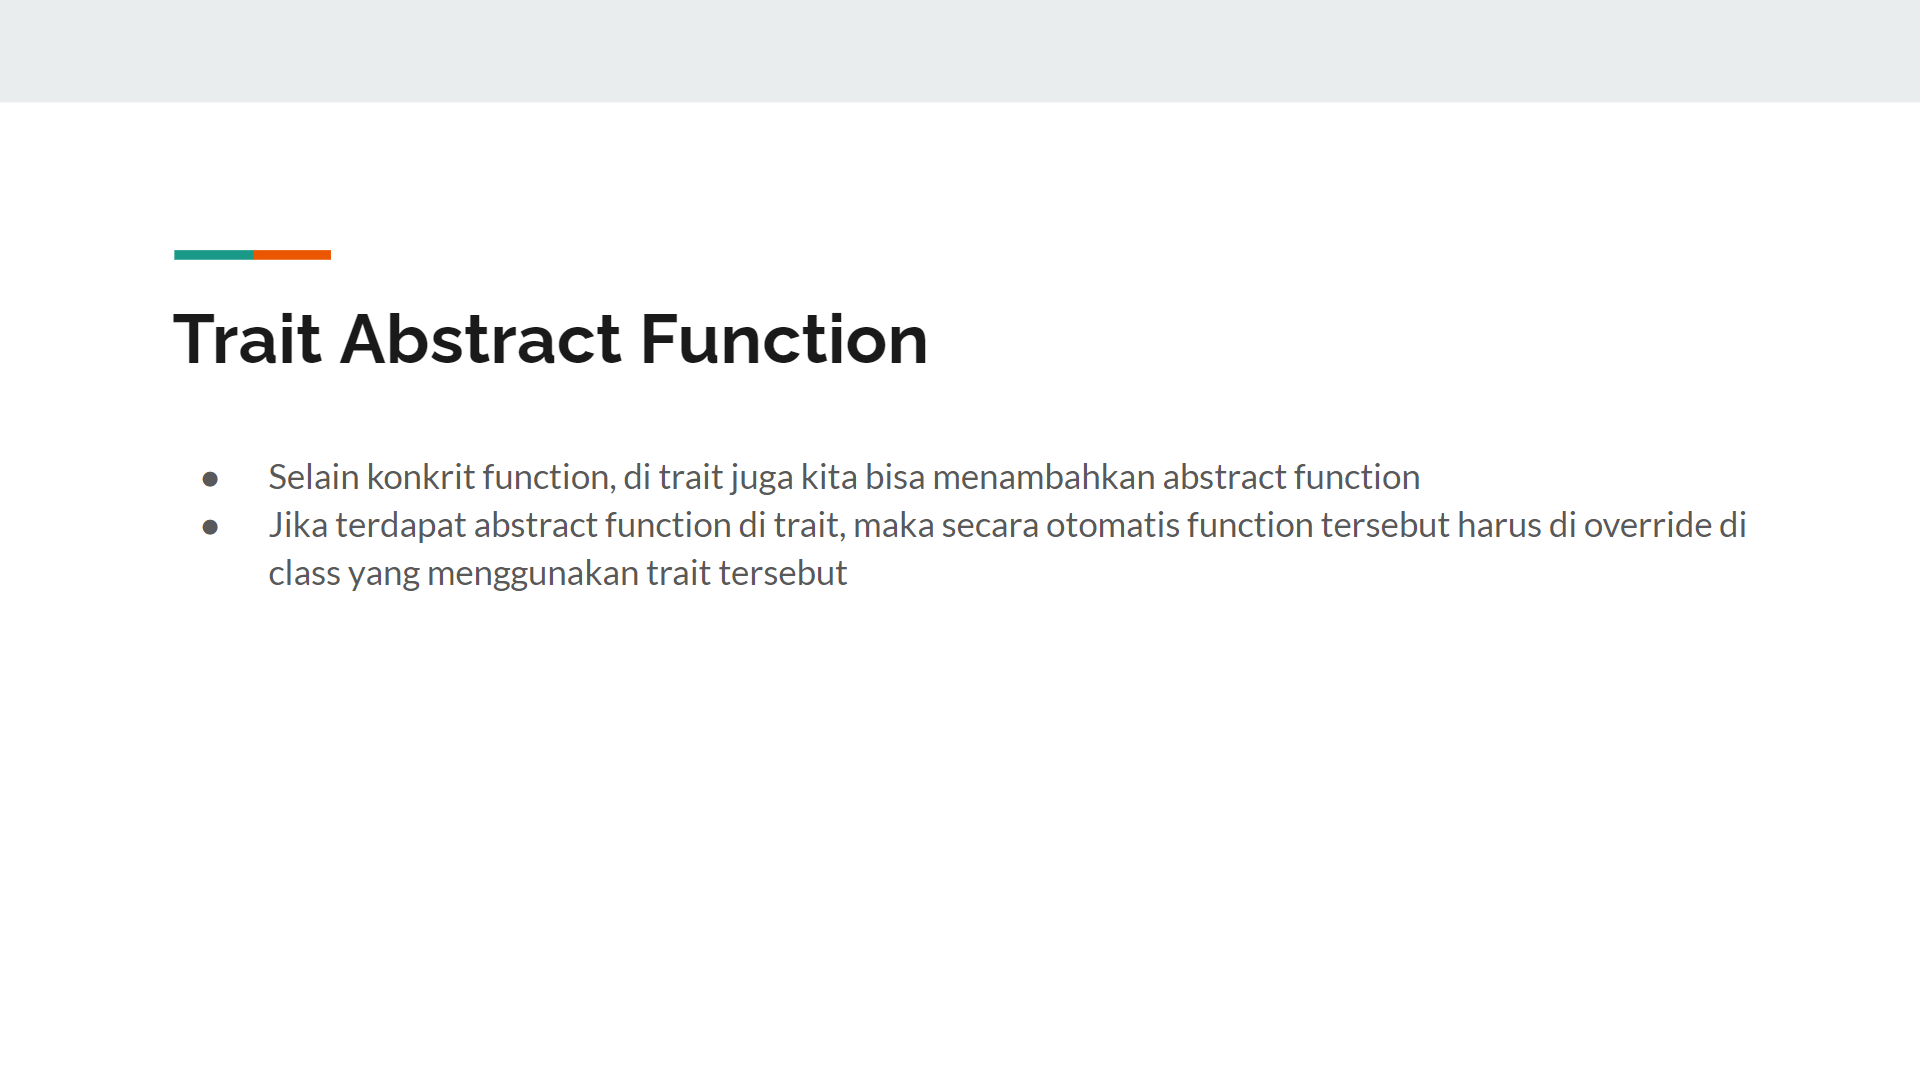 Trait Abstract Function
● Selain konkrit function, di trait juga kita bisa menambahkan abstract function
● Jika terdapat abstract function di trait, maka secara otomatis function tersebut harus di override di
class yang menggunakan trait tersebut